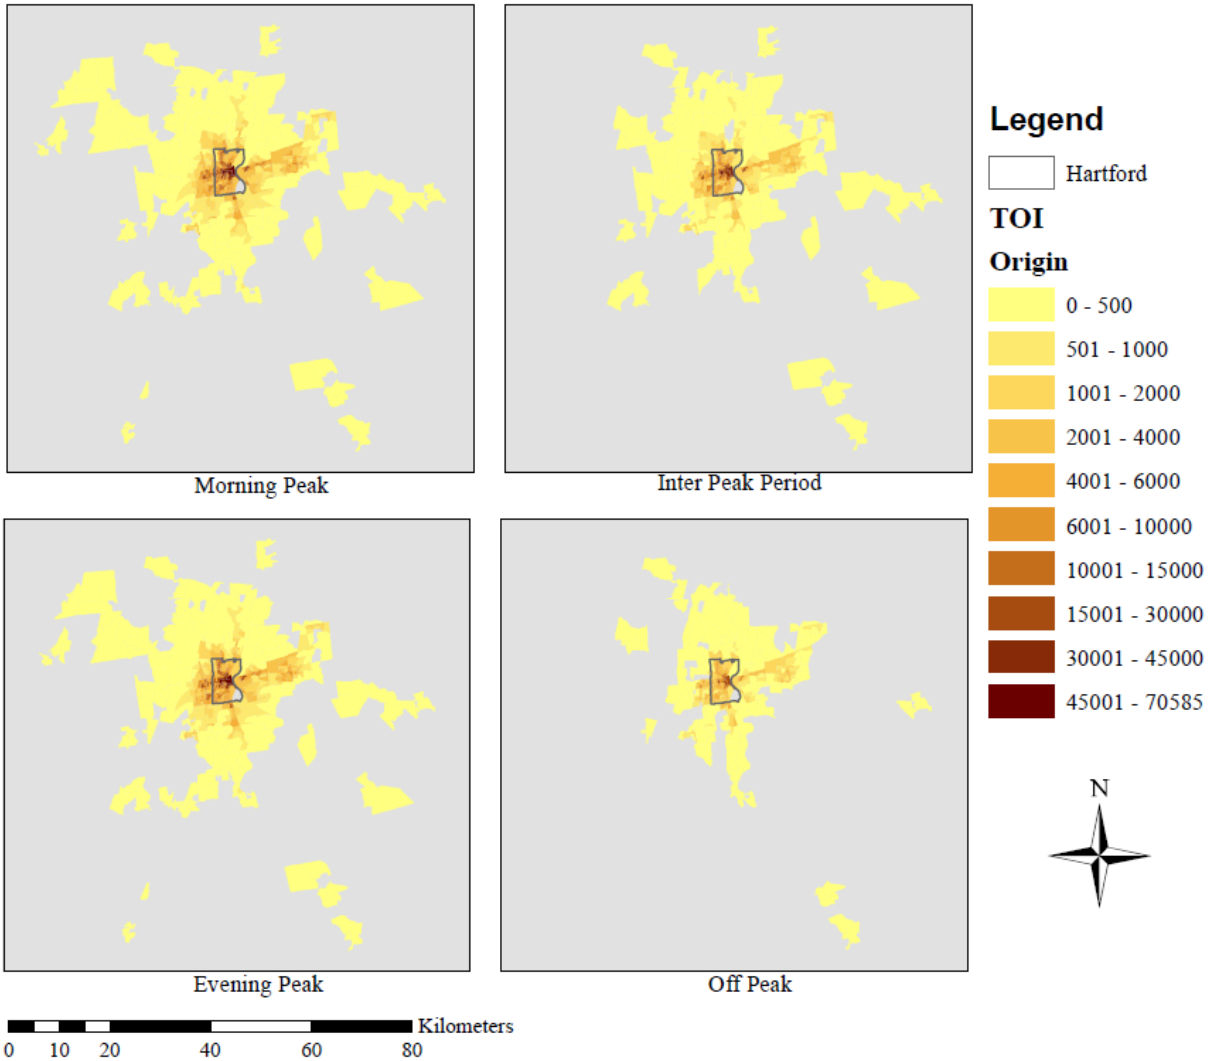 Morning Peak
Inter Peak Period
Evening Peak
Off Peak
Legend
Hartford
TOI
Origin
0 - 500
501 - 1000
1001 - 2000
2001 - 4000
4001 - 6000
6001 - 10000
10001 - 15000
15001 - 30000
30001 - 45000
45001 - 70585
N
Kilometers
0 10 20 40 60 80